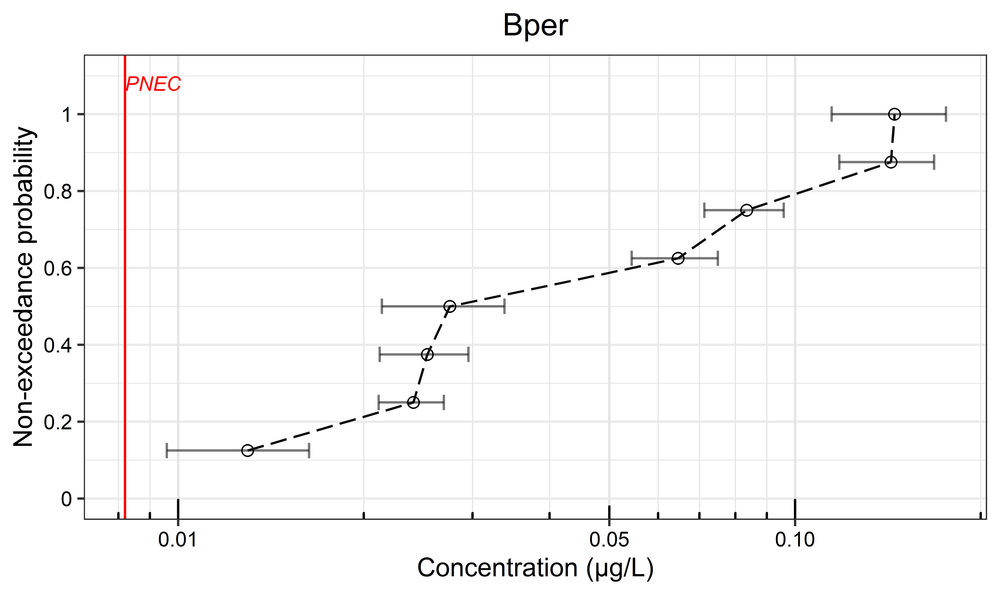 Bper
PNEC
Non-exceedance probability
1
0.8
0.6
0.4
0.2
0
0.01
0.05
0.10
Concentration (µg/L)